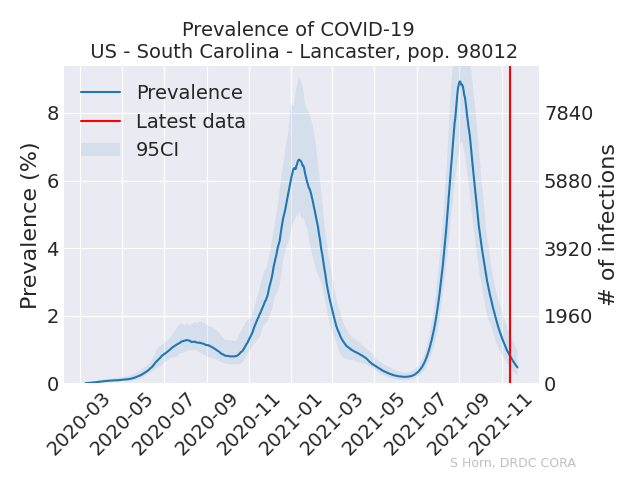 Prevalence of COVID-19
US - South Carolina - Lancaster, pop. 98012
Prevalence
Latest data
95CI
Prevalence (%)
8
6
4
2
0
7840
5880
3920
1960
0
# of infections
2020-03
2020-05
2020-07
2020-09
2020-11
2021-01
2021-03
2021-05
2021-07
2021-09
2021-11
S Horn, DRDC CORA